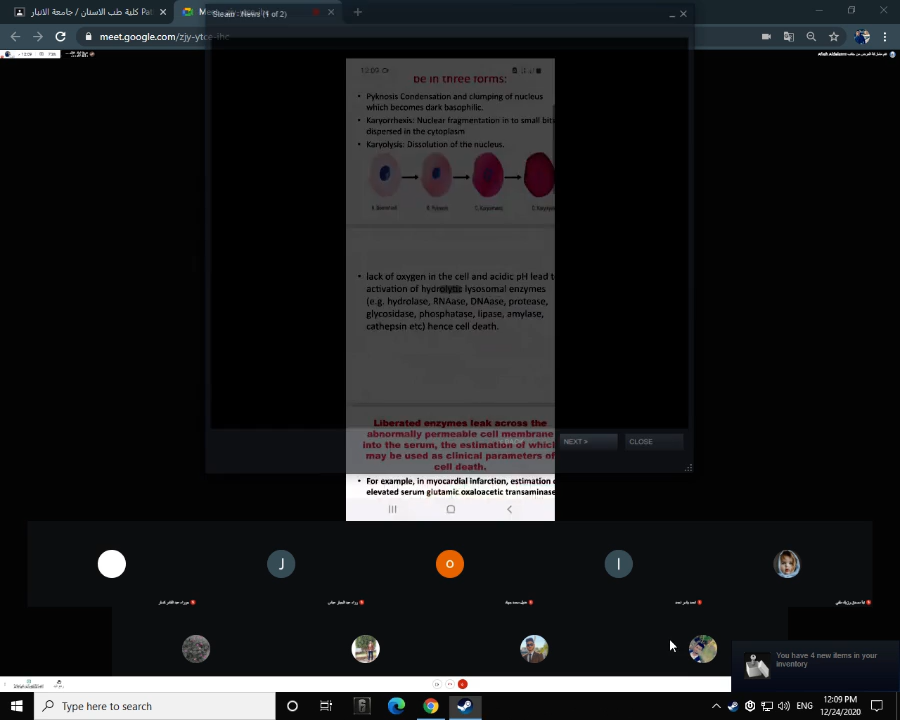 كلية طب الاسنان / جامعة الانبار Pat
Steam - News (1 of 2)
meet.google.com/zjy-ytce-ihc
12:09
be in three forms:
• Pyknosis Condensation and clumping of nucleus
which becomes dark basophilic.
• Karyorrhexis: Nuclear fragmentation in to small bits
dispersed in the cytoplasm
• Karyolysis: Dissolution of the nucleus.
• lack of oxygen in the cell and acidic pH lead t
activation of hydrolytic lysosomal enzymes
(e.g. hydrolase, RNAase, DNAase, protease,
glycosidase, phosphatase, lipase, amylase,
cathepsin etc) hence cell death.
Liberated enzymes leak across the
abnormally permeable cell membrane
into the serum, the estimation of which
may be used as clinical parameters of
cell death.
• For example, in myocardial infarction, estimation o
elevated serum glutamic oxaloacetic transaminase
NEXT >
CLOSE
J
o
I
You have 4 new items in your
inventory
Type here to search
ENG
12:09 PM
12/24/2020